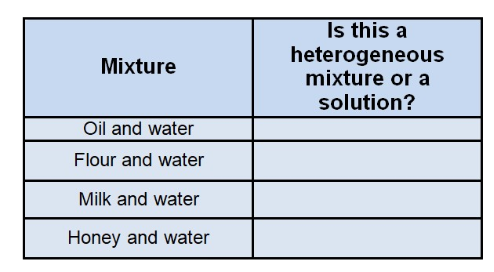 Mixture
Is this a
heterogeneous
mixture or a
solution?
Oil and water
Flour and water
Milk and water
Honey and water